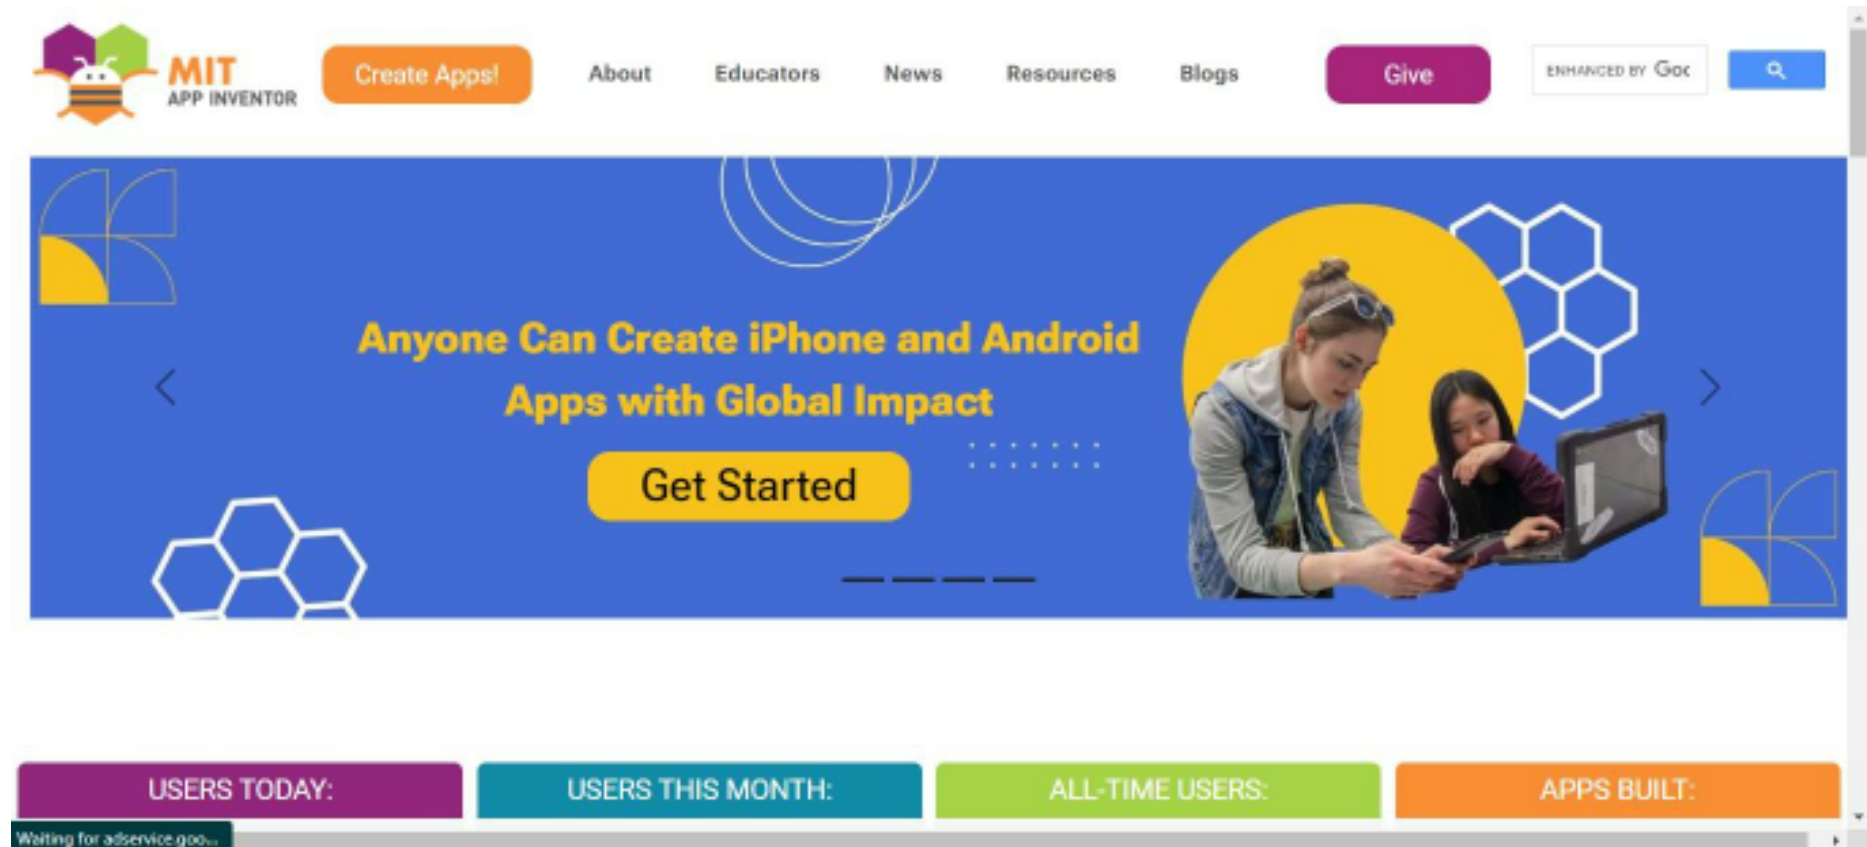 MIT
APP INVENTOR
Create Apps!
About
Educators
News
Resources
Blogs
Give
ENHANCED BY Goc
Anyone Can Create iPhone and Android
Apps with Global Impact
Get Started
USERS TODAY:
USERS THIS MONTH:
ALL-TIME USERS:
APPS BUILT:
Waiting for adservice.goo...